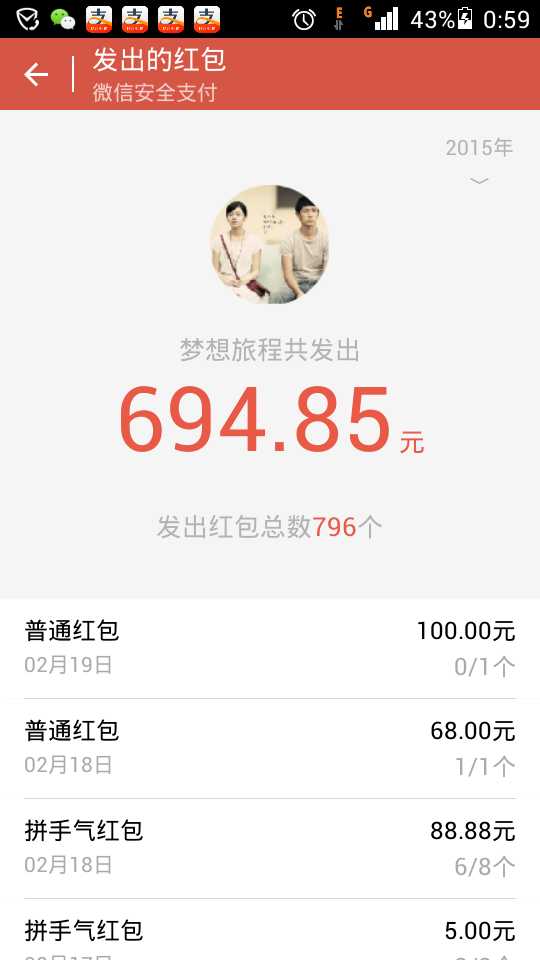 43% 0:59
发出的红包
微信安全支付
2015年
梦想旅程共发出
694.85元
发出红包总数796个
普通红包 100.00元
02月19日 0/1个
普通红包 68.00元
02月18日 1/1个
拼手气红包 88.88元
02月18日 6/8个
拼手气红包 5.00元